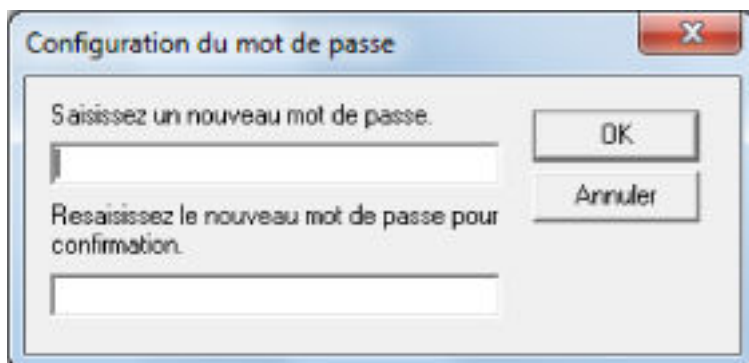 Configuration du mot de passe
Saisissez un nouveau mot de passe.
OK
Annuler
Resaisissez le nouveau mot de passe pour
confirmation.